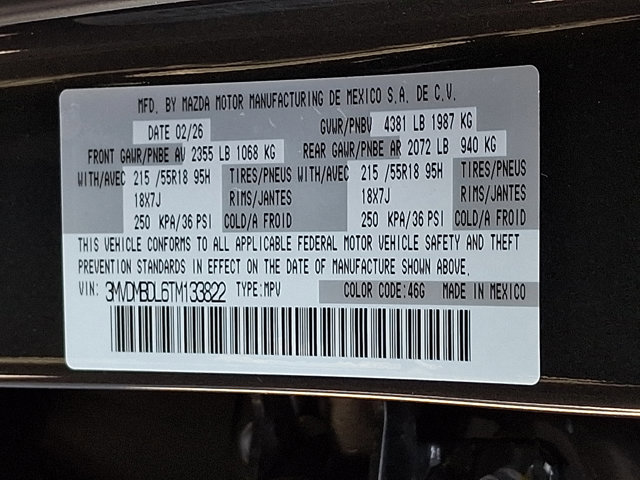 MFD. BY MAZDA MOTOR MANUFACTURING DE MEXICO S.A. DE C.V.
DATE 02/26 GVWR/PNBV 4381 LB 1987 KG
FRONT GAWR/PNBE AV 2355 LB 1068 KG REAR GAWR/PNBE AR 2072 LB 940 KG
WITH/AVEC 215 /55R18 95H TIRES/PNEUS WITH/AVEC 215 /55R18 95H TIRES/PNEUS
18X7J RIMS/JANTES 18X7J RIMS/JANTES
250 KPA/36 PSI COLD/A FROID 250 KPA/36 PSI COLD/A FROID
THIS VEHICLE CONFORMS TO ALL APPLICABLE FEDERAL MOTOR VEHICLE SAFETY AND THEFT
PREVENTION STANDARDS IN EFFECT ON THE DATE OF MANUFACTURE SHOWN ABOVE.
VIN: 3MVDMBDL6TM133822 TYPE:MPV COLOR CODE:46G MADE IN MEXICO